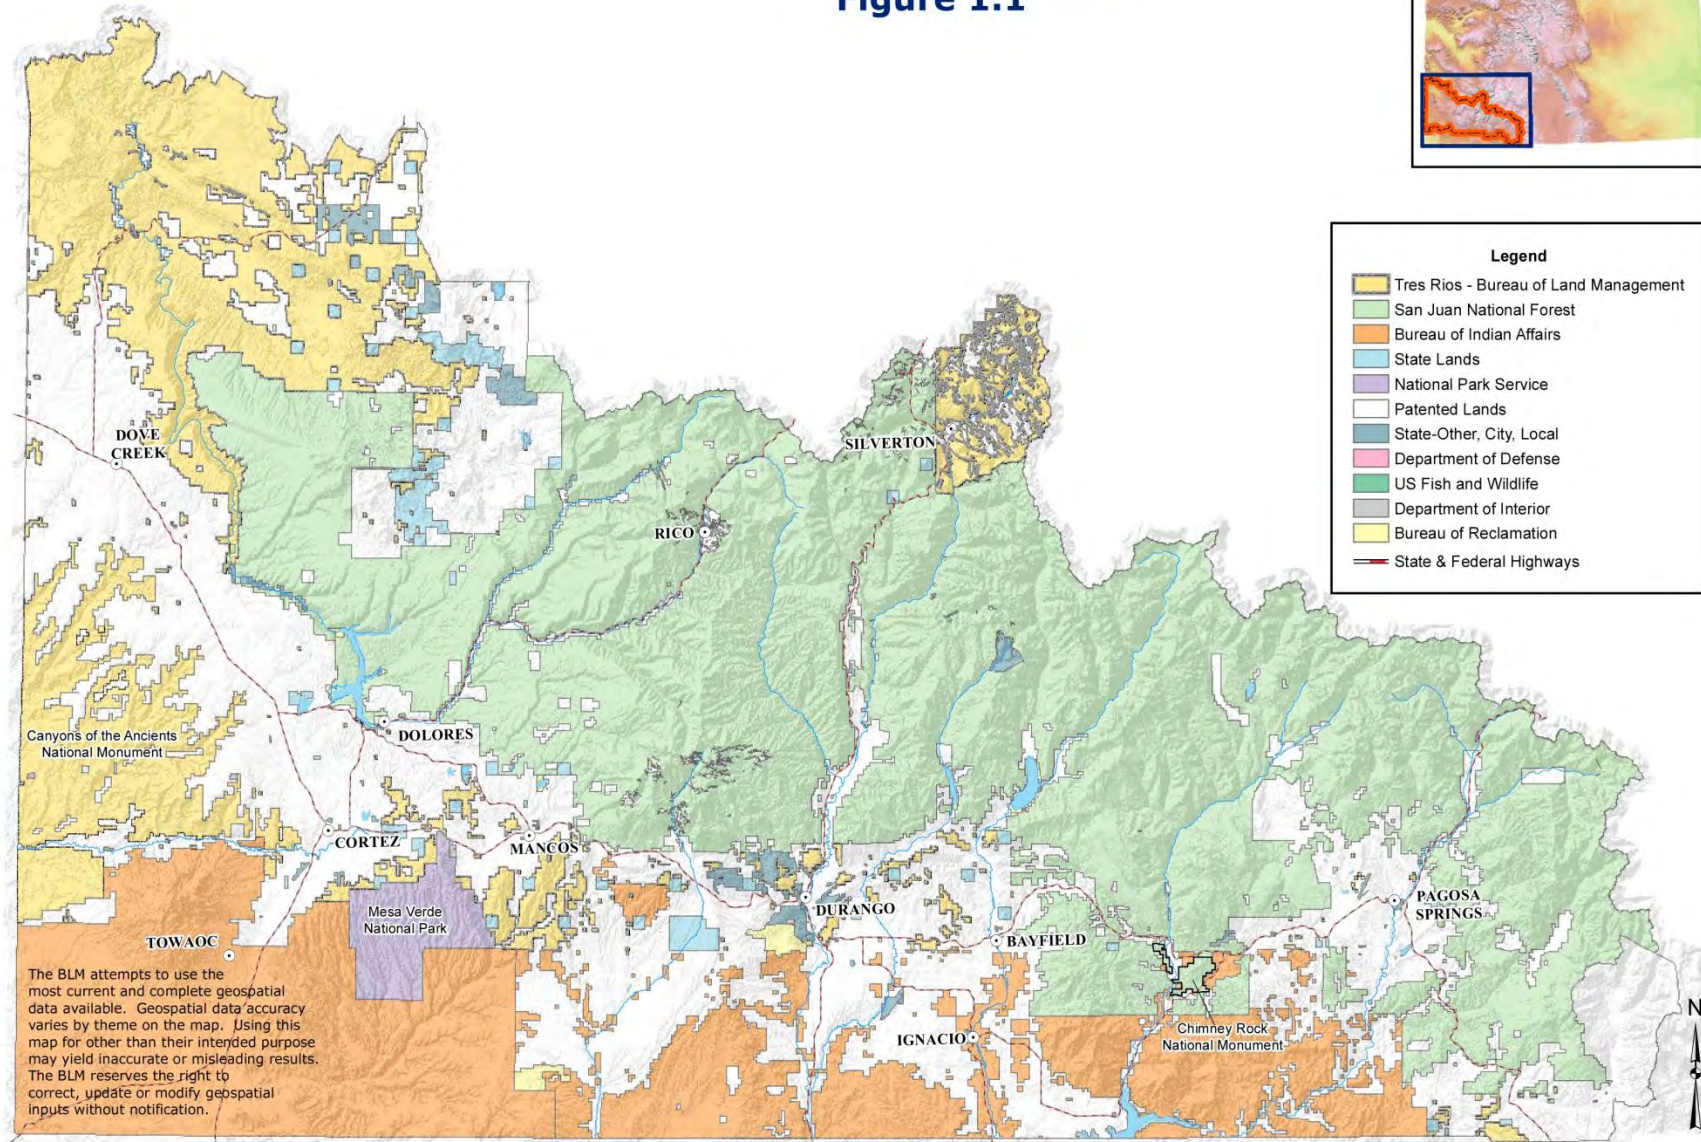 Figure 1.1
Legend
Tres Rios - Bureau of Land Management
San Juan National Forest
Bureau of Indian Affairs
State Lands
National Park Service
Patented Lands
State-Other, City, Local
Department of Defense
US Fish and Wildlife
Department of Interior
Bureau of Reclamation
State & Federal Highways
DOVE
CREEK
SILVERTON
RICO
DOLORES
Canyons of the Ancients
National Monument
CORTEZ
MANCOS
Mesa Verde
National Park
DURANGO
PAGOSA
SPRINGS
TOWAOC
BAYFIELD
IGNACIO
Chimney Rock
National Monument
The BLM attempts to use the
most current and complete geospatial
data available. Geospatial data accuracy
varies by theme on the map. Using this
map for other than their intended purpose
may yield inaccurate or misleading results.
The BLM reserves the right to
correct, update or modify geospatial
inputs without notification.
N